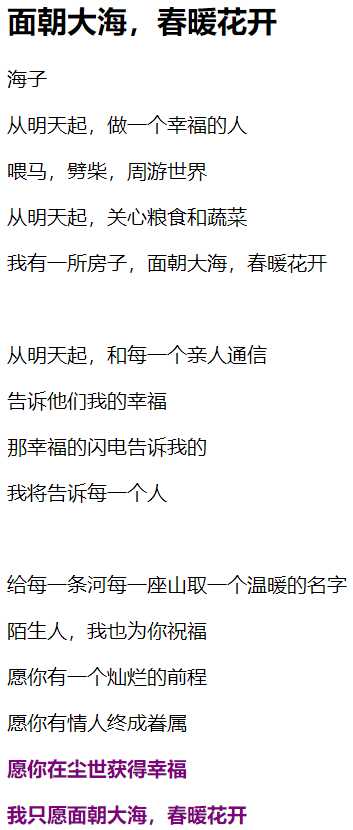 面朝大海，春暖花开
海子
从明天起，做一个幸福的人
喂马，劈柴，周游世界
从明天起，关心粮食和蔬菜
我有一所房子，面朝大海，春暖花开
从明天起，和每一个亲人通信
告诉他们我的幸福
那幸福的闪电告诉我的
我将告诉每一个人
给每一条河每一座山取一个温暖的名字
陌生人，我也为你祝福
愿你有一个灿烂的前程
愿你有情人终成眷属
愿你在尘世获得幸福
我只愿面朝大海，春暖花开